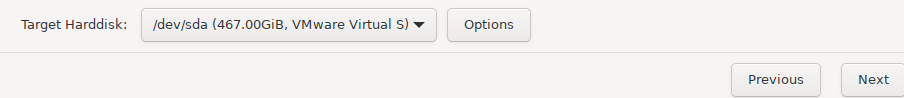 Target Harddisk: /dev/sda (467.00GiB, VMware Virtual S) Options
Previous Next